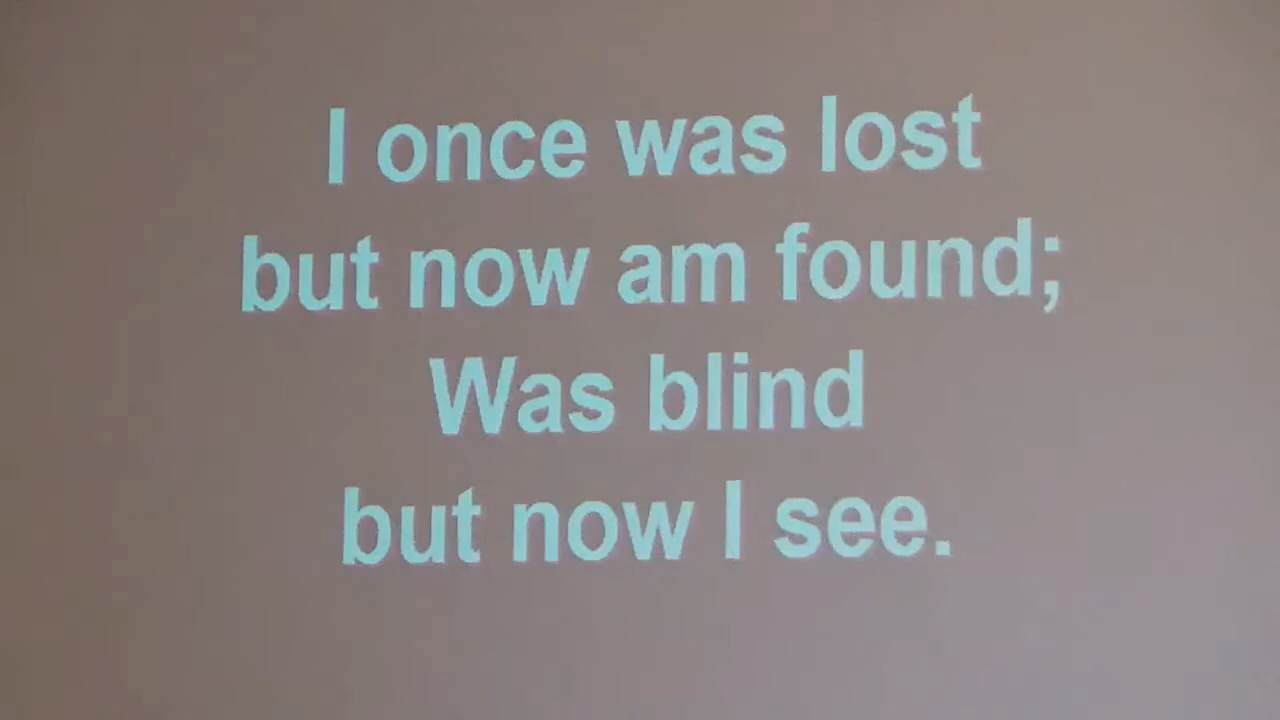 I once was lost
but now am found;
Was blind
but now I see.